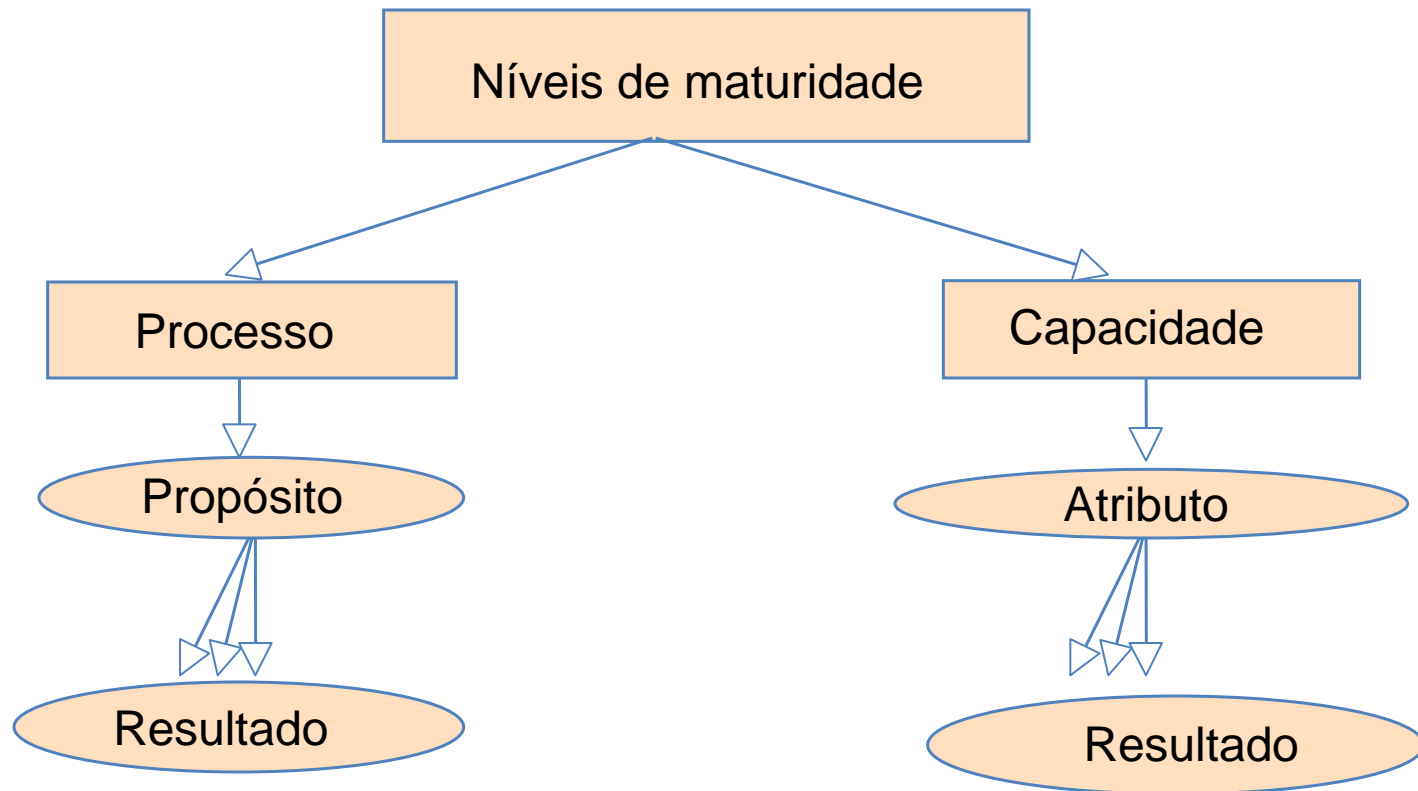 Níveis de maturidade
Processo
Capacidade
Propósito
Atributo
Resultado
Resultado